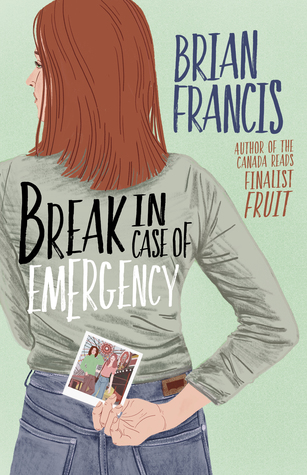 BRIAN
FRANCIS
AUTHOR OF THE
CANADA READS
FINALIST
FRUIT
BREAK IN
CASE OF
EMERGENCY